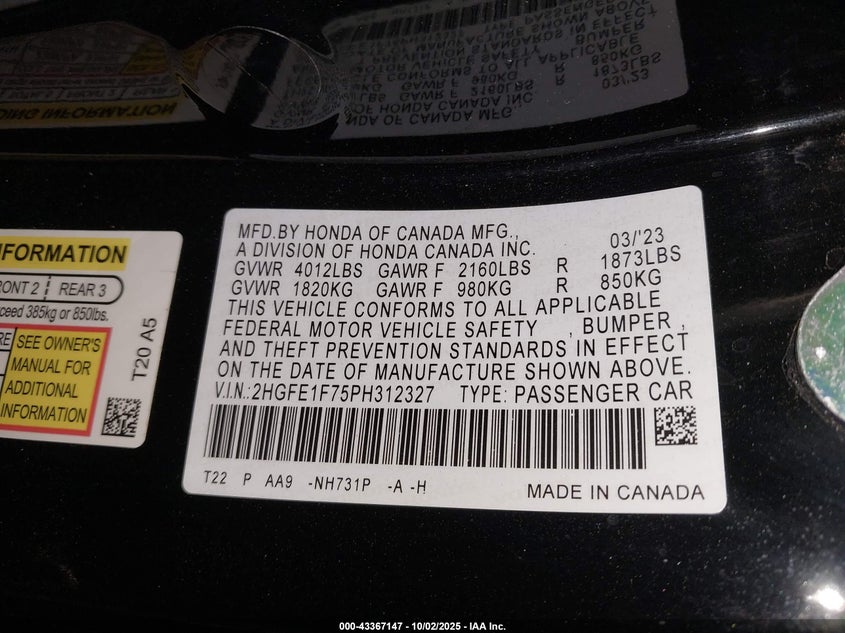 MFD.BY HONDA OF CANADA MFG.,
A DIVISION OF HONDA CANADA INC. 03/'23
GVWR 4012LBS GAWR F 2160LBS R 1873LBS
GVWR 1820KG GAWR F 980KG R 850KG
THIS VEHICLE CONFORMS TO ALL APPLICABLE
FEDERAL MOTOR VEHICLE SAFETY , BUMPER ,
AND THEFT PREVENTION STANDARDS IN EFFECT
ON THE DATE OF MANUFACTURE SHOWN ABOVE.
V.I.N.:2HGFE1F75PH312327 TYPE: PASSENGER CAR
T22 P AA9 -NH731P -A -H
MADE IN CANADA
FORMATION
FRONT 2 REAR 3
385kg or 850lbs.
SEE OWNER'S
MANUAL FOR
ADDITIONAL
INFORMATION
T20 A5
000-43367147 - 10/02/2025 - IAA Inc.